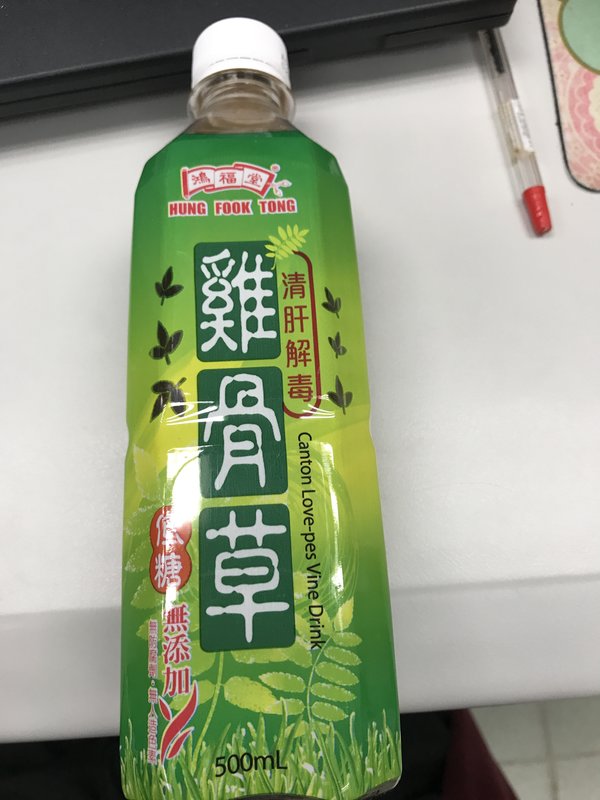 鴻福堂
HUNG FOOK TONG
雞骨草
清肝解毒
Canton Love-pes Vine Drink
低糖
無添加
500mL